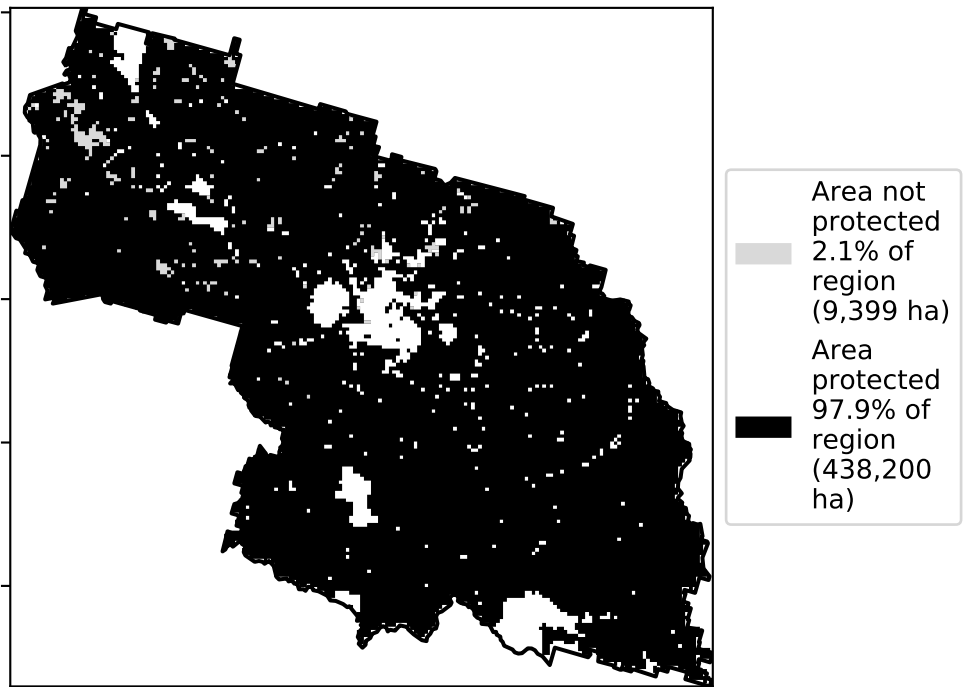 Area not
protected
2.1% of
region
(9,399 ha)
Area
protected
97.9% of
region
(438,200
ha)